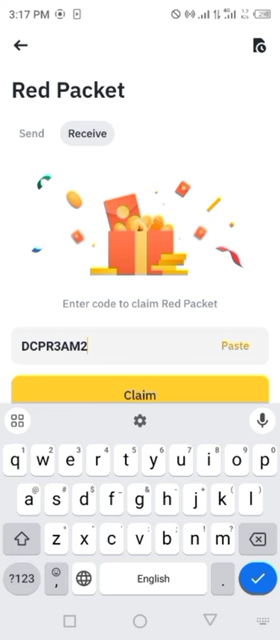 3:17 PM
Red Packet
Send Receive
Enter code to claim Red Packet
DCPR3AM2 Paste
Claim
q w e r t y u i o p
a s d f g h j k l
z x c v b n m
?123 , English .